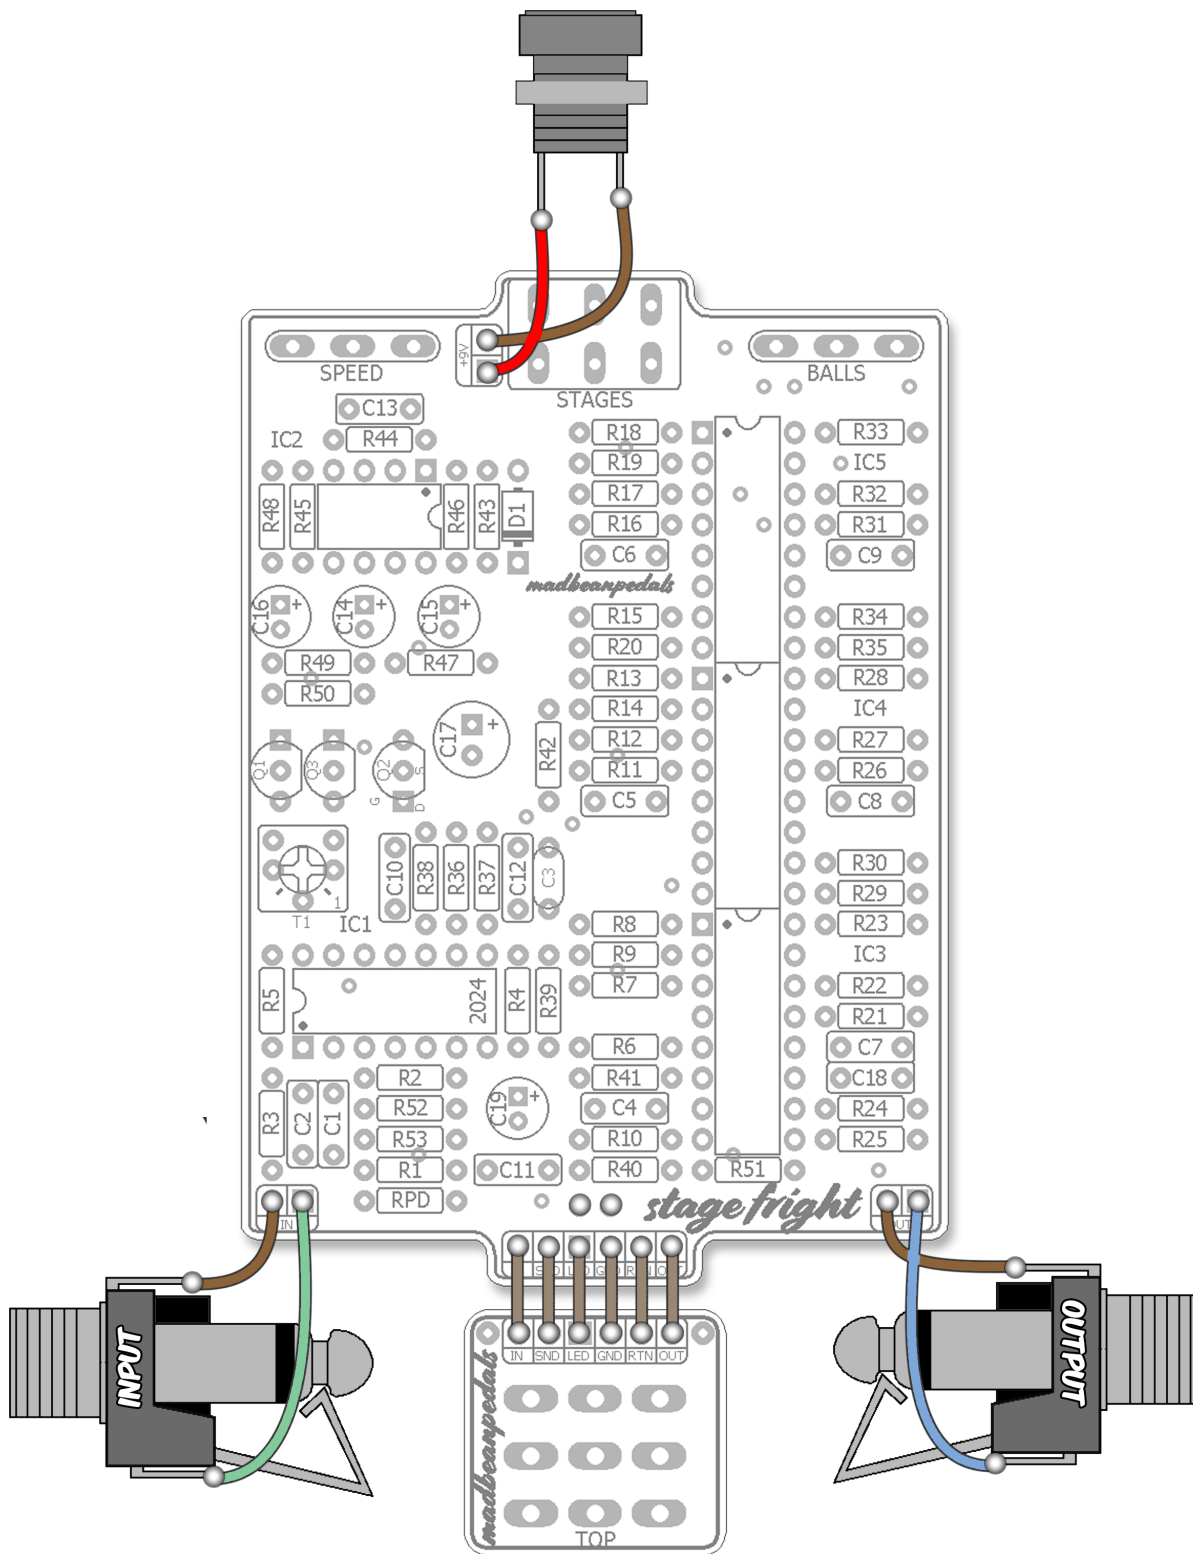 +9V
SPEED
BALLS
STAGES
C13
IC2
R44
R18
R33
R19
IC5
R48
R45
R46
R43
D1
R17
R32
R16
R31
C6
C9
madbeanpedals
C16
+
C14
+
C15
+
R15
R34
R20
R35
R49
R47
R13
R28
R50
R14
IC4
C17
+
R42
R12
R27
Q1
Q3
Q2
S
G
D
R11
R26
C5
C8
C10
R38
R36
R37
C12
C3
R30
R29
1
T1
IC1
R8
R23
R9
IC3
R5
2024
R4
R39
R7
R22
R21
R6
C7
R2
R41
C18
R3
C2
C1
R52
C19
+
C4
R24
R53
R10
R25
R1
C11
R40
R51
RPD
stage fright
IN
INPUT
OUTPUT
IN
SND
LED
GND
RTN
OUT
madbeanpedals
TOP